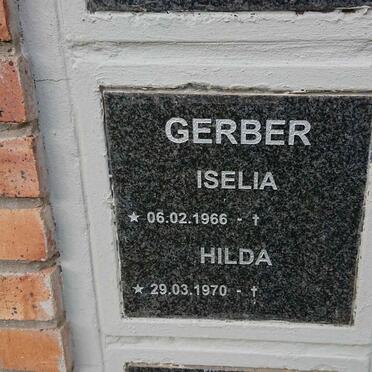 GERBER
ISELIA
★ 06.02.1966 - †
HILDA
★ 29.03.1970 - †